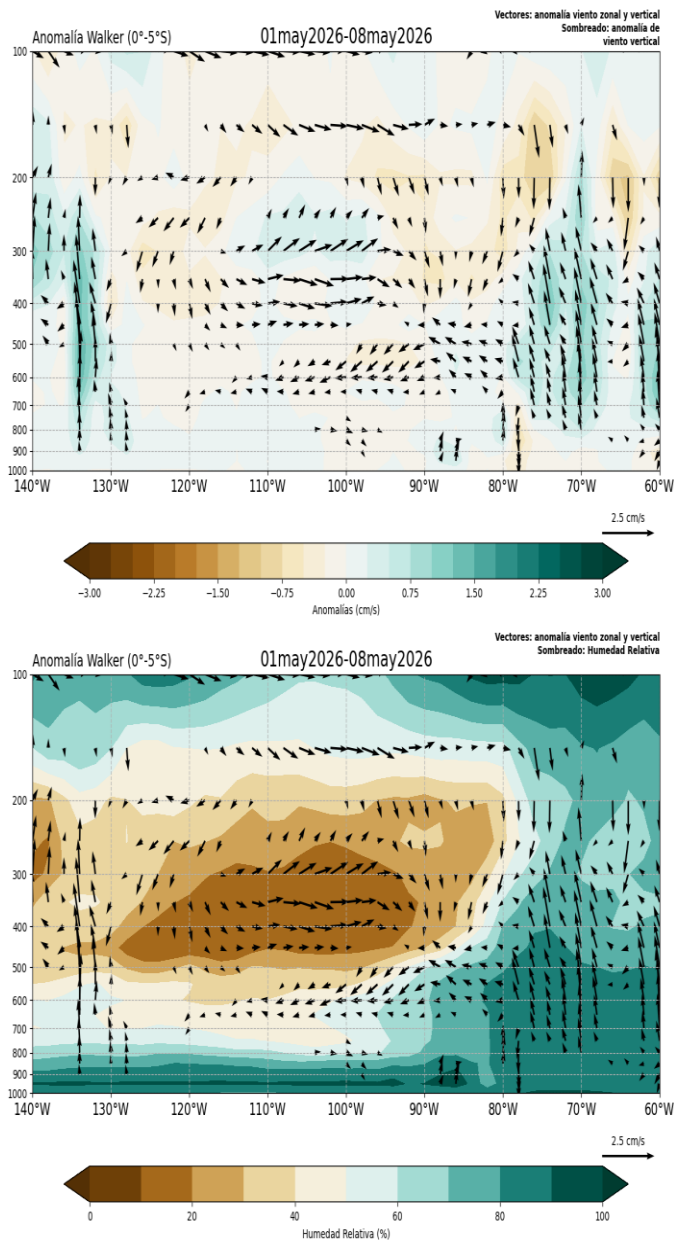 Vectores: anomalía viento zonal y vertical
Sombreado: anomalía de
viento vertical
Anomalía Walker (0°-5°S)
01may2026-08may2026
100
200
300
400
500
600
700
800
900
1000
140°W 130°W 120°W 110°W 100°W 90°W 80°W 70°W 60°W
2.5 cm/s
−3.00 −2.25 −1.50 −0.75 0.00 0.75 1.50 2.25 3.00
Anomalías (cm/s)
Vectores: anomalía viento zonal y vertical
Sombreado: Humedad Relativa
Anomalía Walker (0°-5°S)
01may2026-08may2026
100
200
300
400
500
600
700
800
900
1000
140°W 130°W 120°W 110°W 100°W 90°W 80°W 70°W 60°W
2.5 cm/s
0 20 40 60 80 100
Humedad Relativa (%)